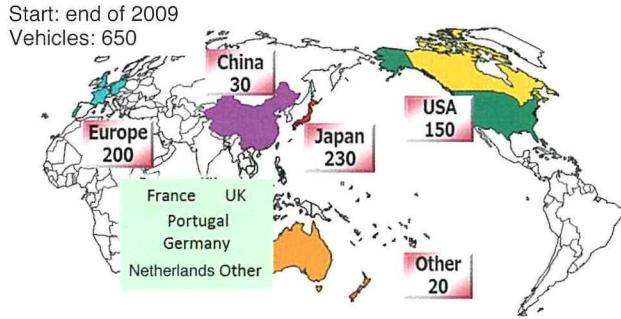 Start: end of 2009
Vehicles: 650
China
30
USA
150
Europe
200
Japan
230
France UK
Portugal
Germany
Netherlands Other
Other
20